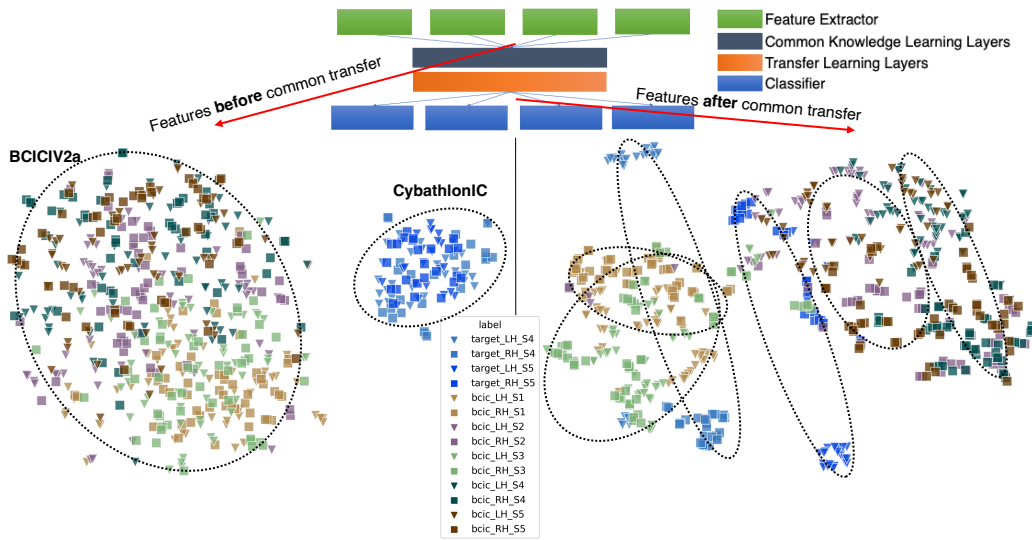 Feature Extractor
Common Knowledge Learning Layers
Transfer Learning Layers
Classifier
Features before common transfer
Features after common transfer
BCICIV2a
CybathlonIC
label
target_LH_S4
target_RH_S4
target_LH_S5
target_RH_S5
bcic_LH_S1
bcic_RH_S1
bcic_LH_S2
bcic_RH_S2
bcic_LH_S3
bcic_RH_S3
bcic_LH_S4
bcic_RH_S4
bcic_LH_S5
bcic_RH_S5